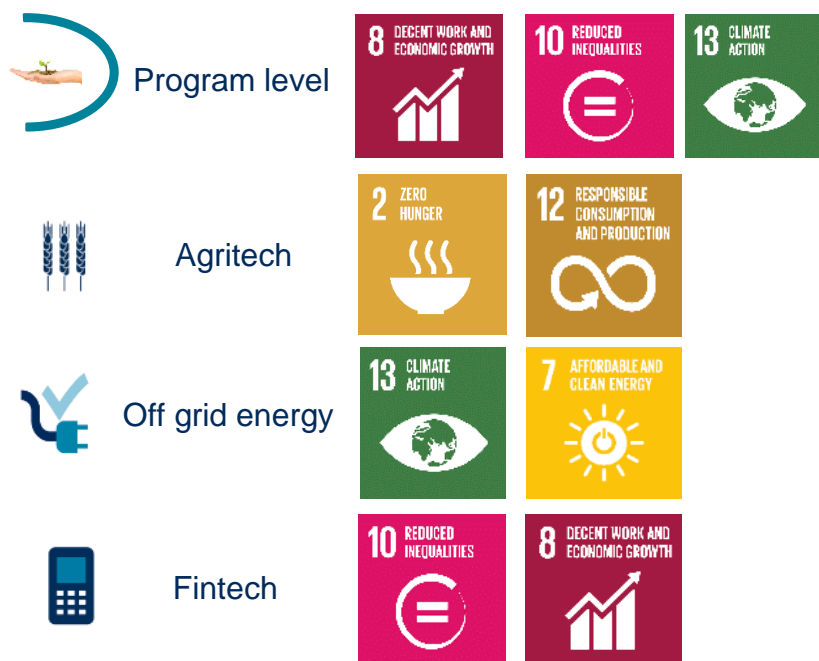 Program level
8 DECENT WORK AND
ECONOMIC GROWTH
10 REDUCED
INEQUALITIES
13 CLIMATE
ACTION
Agritech
2 ZERO
HUNGER
12 RESPONSIBLE
CONSUMPTION
AND PRODUCTION
Off grid energy
13 CLIMATE
ACTION
7 AFFORDABLE AND
CLEAN ENERGY
Fintech
10 REDUCED
INEQUALITIES
8 DECENT WORK AND
ECONOMIC GROWTH